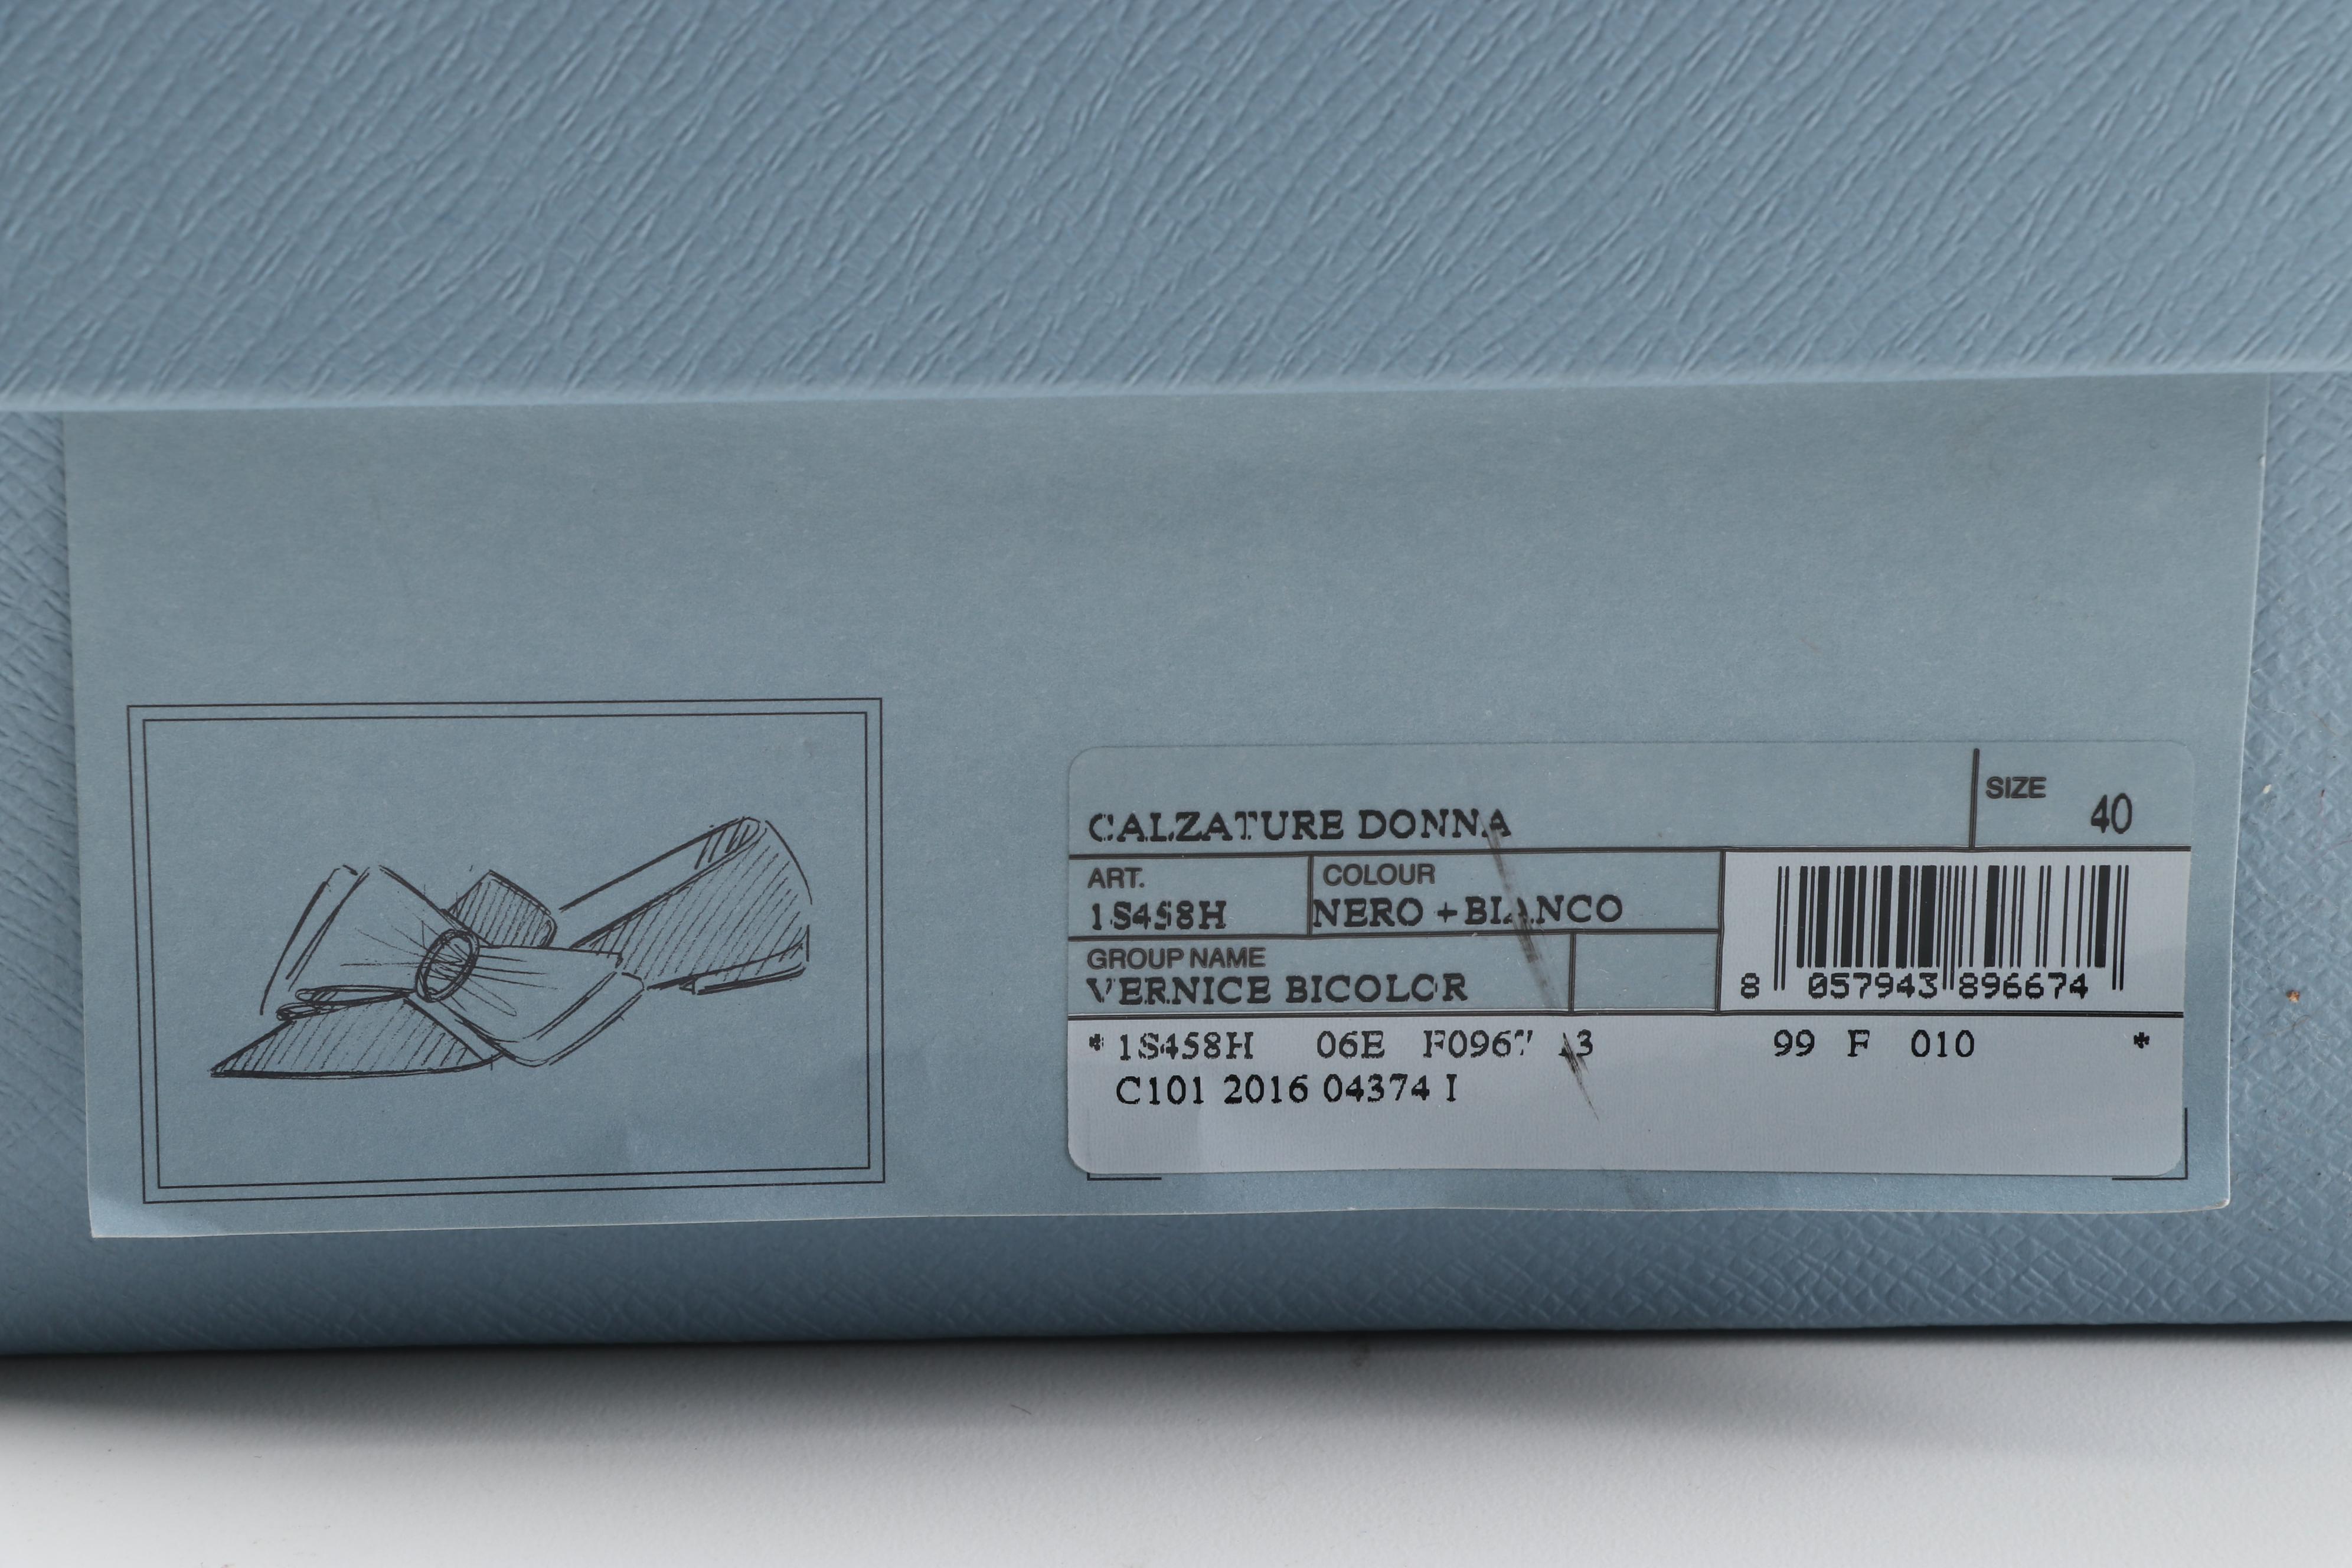 CALZATURE DONNA
SIZE 40
ART. COLOUR
1S458H NERO + BIANCO
GROUP NAME
VERNICE BICOLOR
8 057943 896674
* 1S458H 06E F0967 99 F 010 *
C101 2016 04374 I